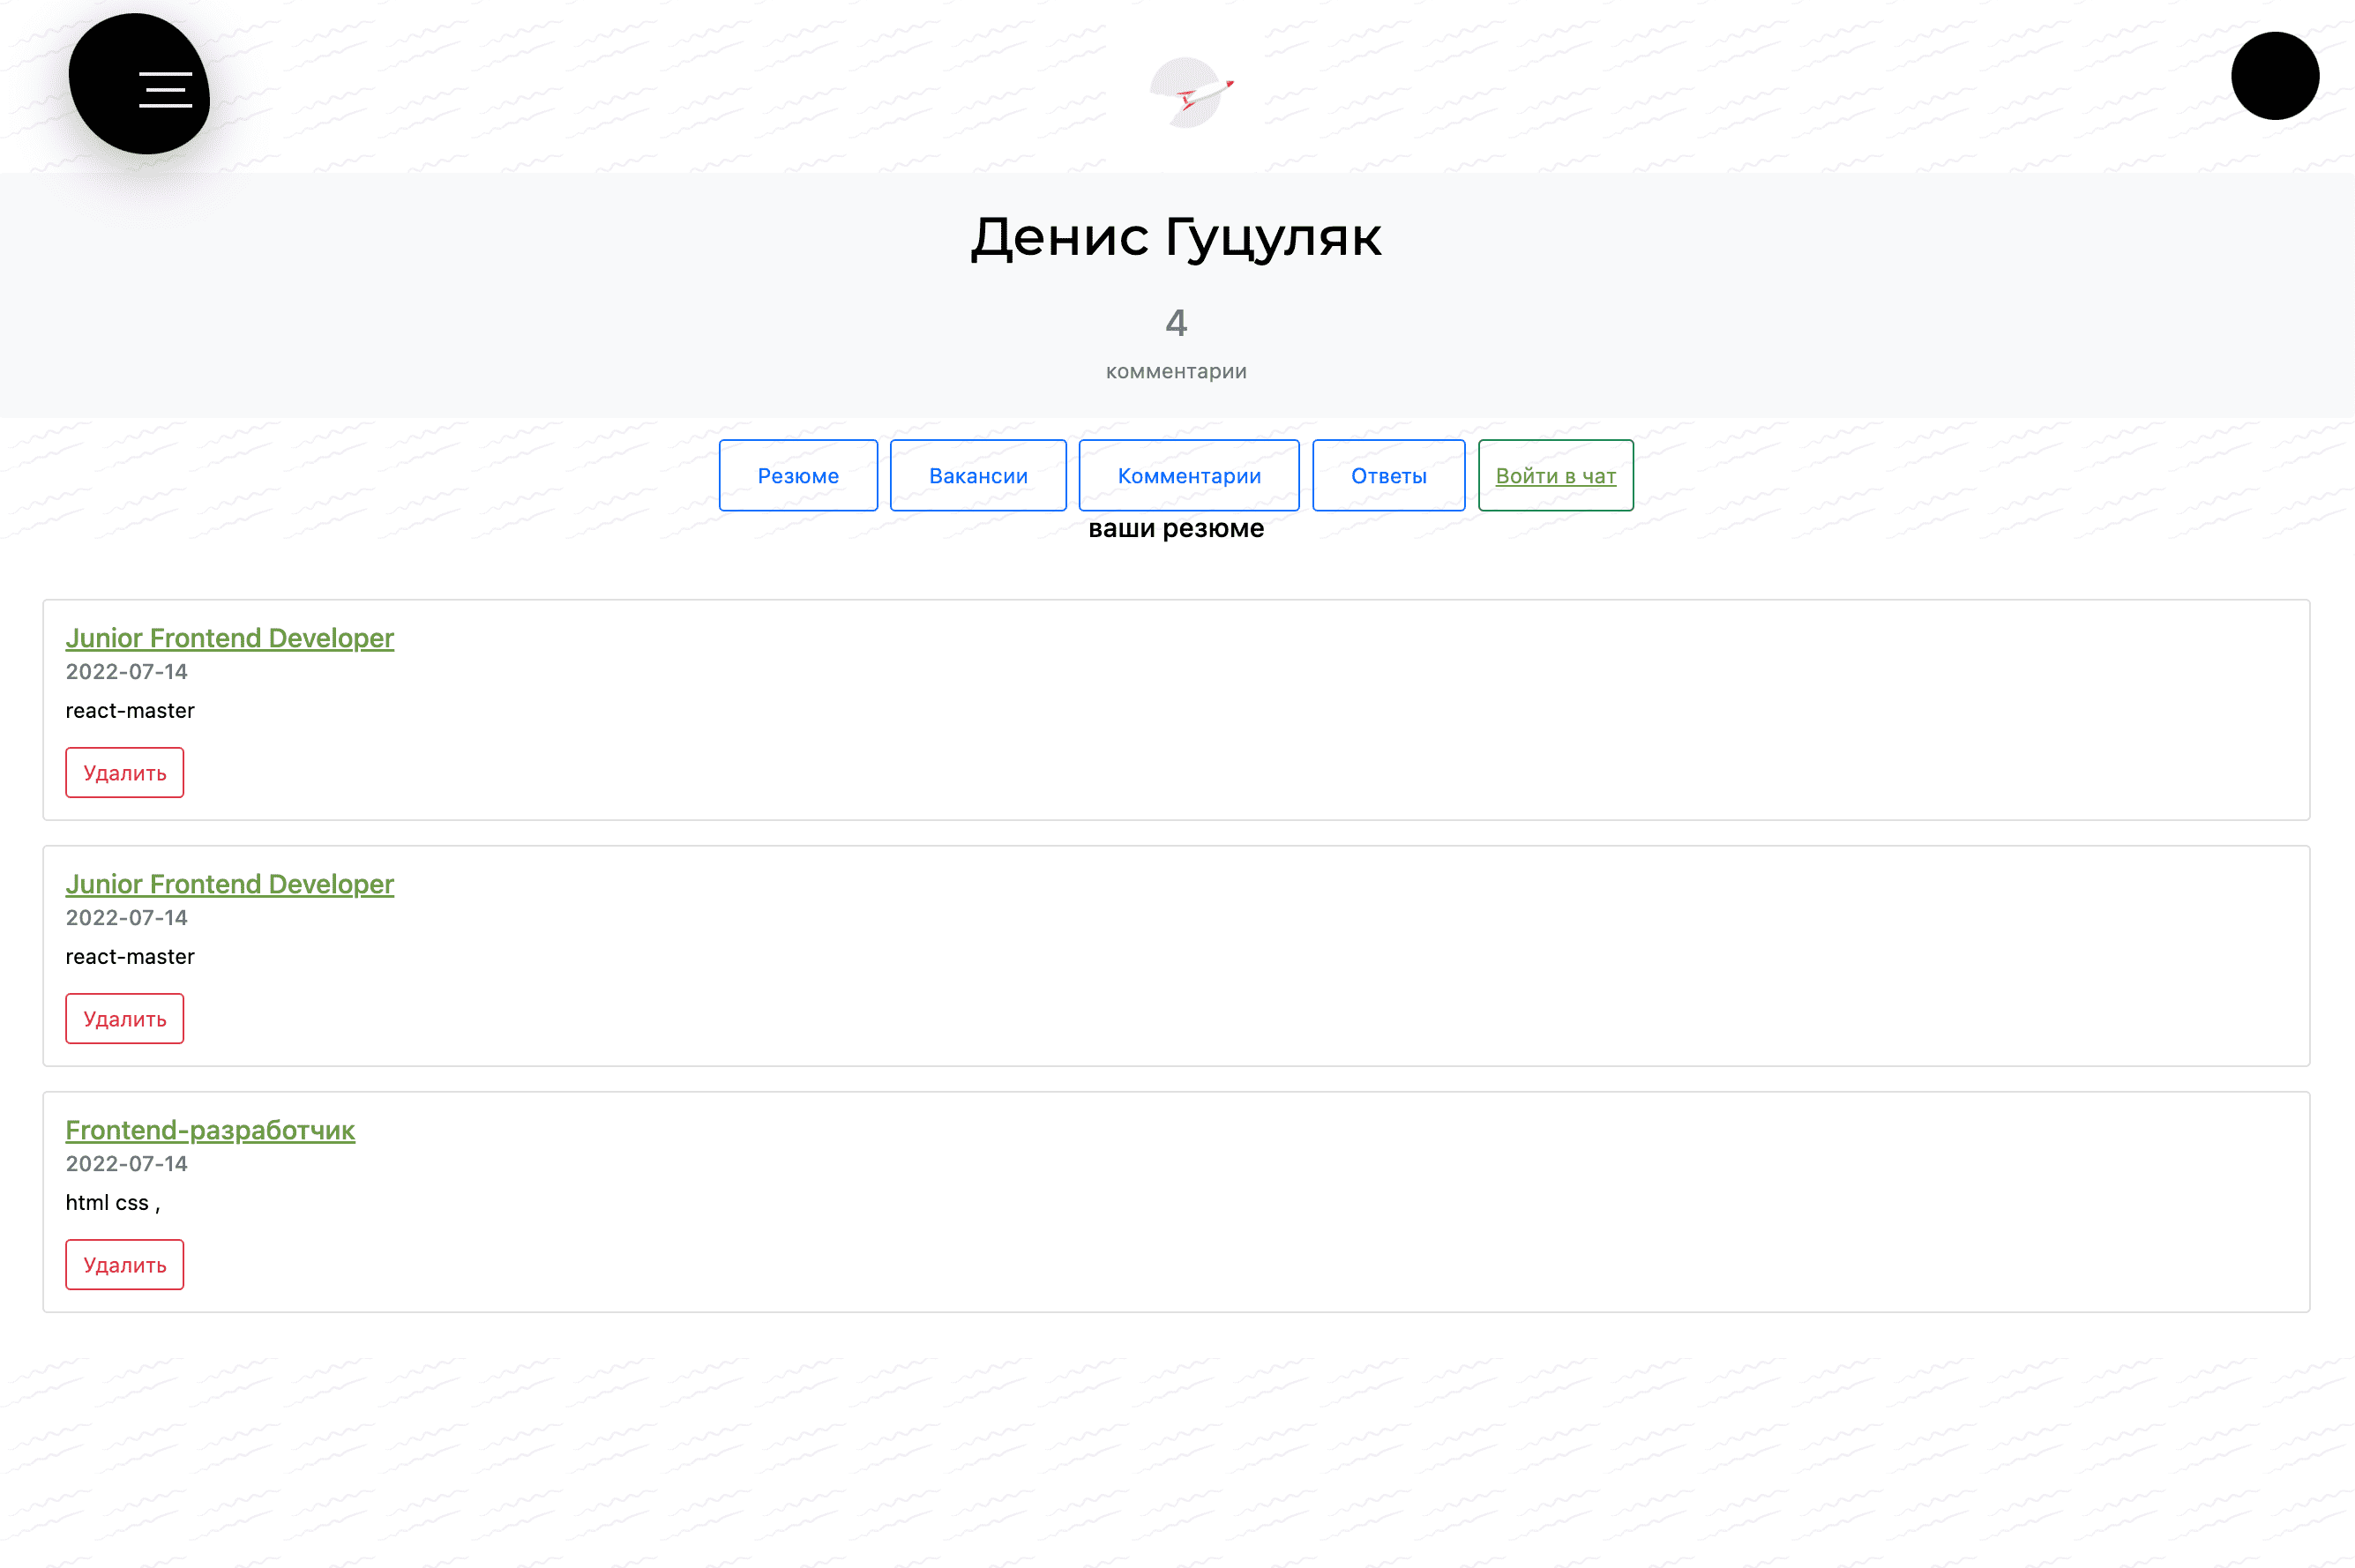 Денис Гуцуляк
4
комментарии
Резюме Вакансии Комментарии Ответы Войти в чат
ваши резюме
Junior Frontend Developer
2022-07-14
react-master
Удалить
Junior Frontend Developer
2022-07-14
react-master
Удалить
Frontend-разработчик
2022-07-14
html css ,
Удалить